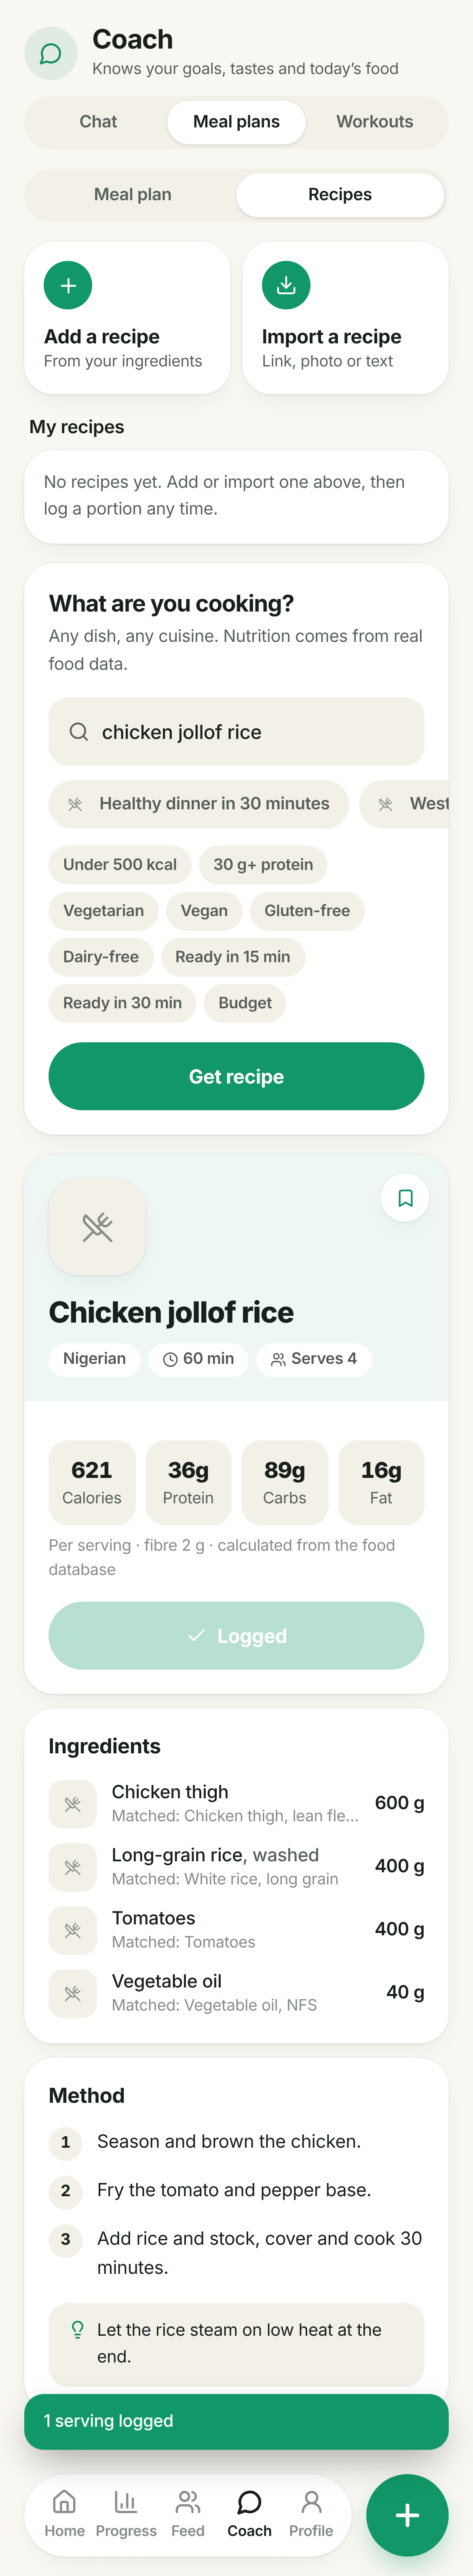 Coach
Knows your goals, tastes and today's food
Chat
Meal plans
Workouts
Meal plan
Recipes
Add a recipe
From your ingredients
Import a recipe
Link, photo or text
My recipes
No recipes yet. Add or import one above, then
log a portion any time.
What are you cooking?
Any dish, any cuisine. Nutrition comes from real
food data.
chicken jollof rice
Healthy dinner in 30 minutes
West
Under 500 kcal
30 g+ protein
Vegetarian
Vegan
Gluten-free
Dairy-free
Ready in 15 min
Ready in 30 min
Budget
Get recipe
Chicken jollof rice
Nigerian
60 min
Serves 4
621
Calories
36g
Protein
89g
Carbs
16g
Fat
Per serving · fibre 2 g · calculated from the food
database
Logged
Ingredients
Chicken thigh
Matched: Chicken thigh, lean fle...
600 g
Long-grain rice, washed
Matched: White rice, long grain
400 g
Tomatoes
Matched: Tomatoes
400 g
Vegetable oil
Matched: Vegetable oil, NFS
40 g
Method
1 Season and brown the chicken.
2 Fry the tomato and pepper base.
3 Add rice and stock, cover and cook 30
minutes.
Let the rice steam on low heat at the
end.
1 serving logged
Home
Progress
Feed
Coach
Profile